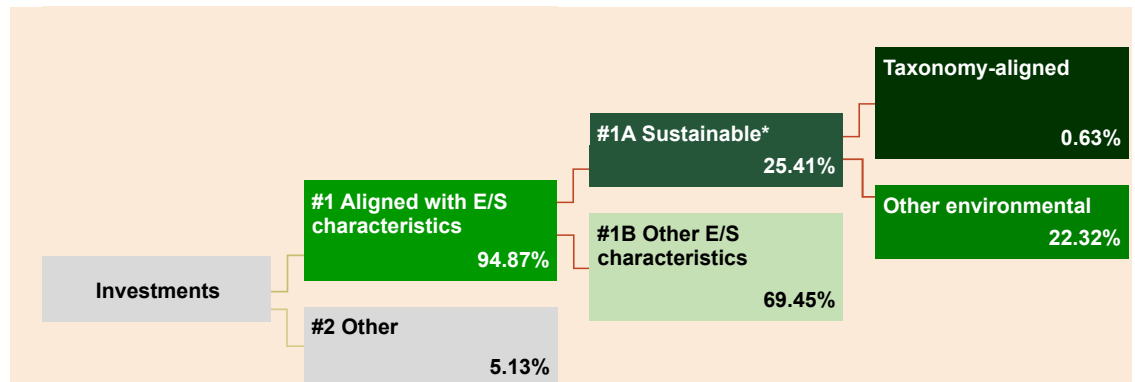 Investments
#1 Aligned with E/S
characteristics
94.87%
#2 Other
5.13%
#1A Sustainable*
25.41%
#1B Other E/S
characteristics
69.45%
Taxonomy-aligned
0.63%
Other environmental
22.32%